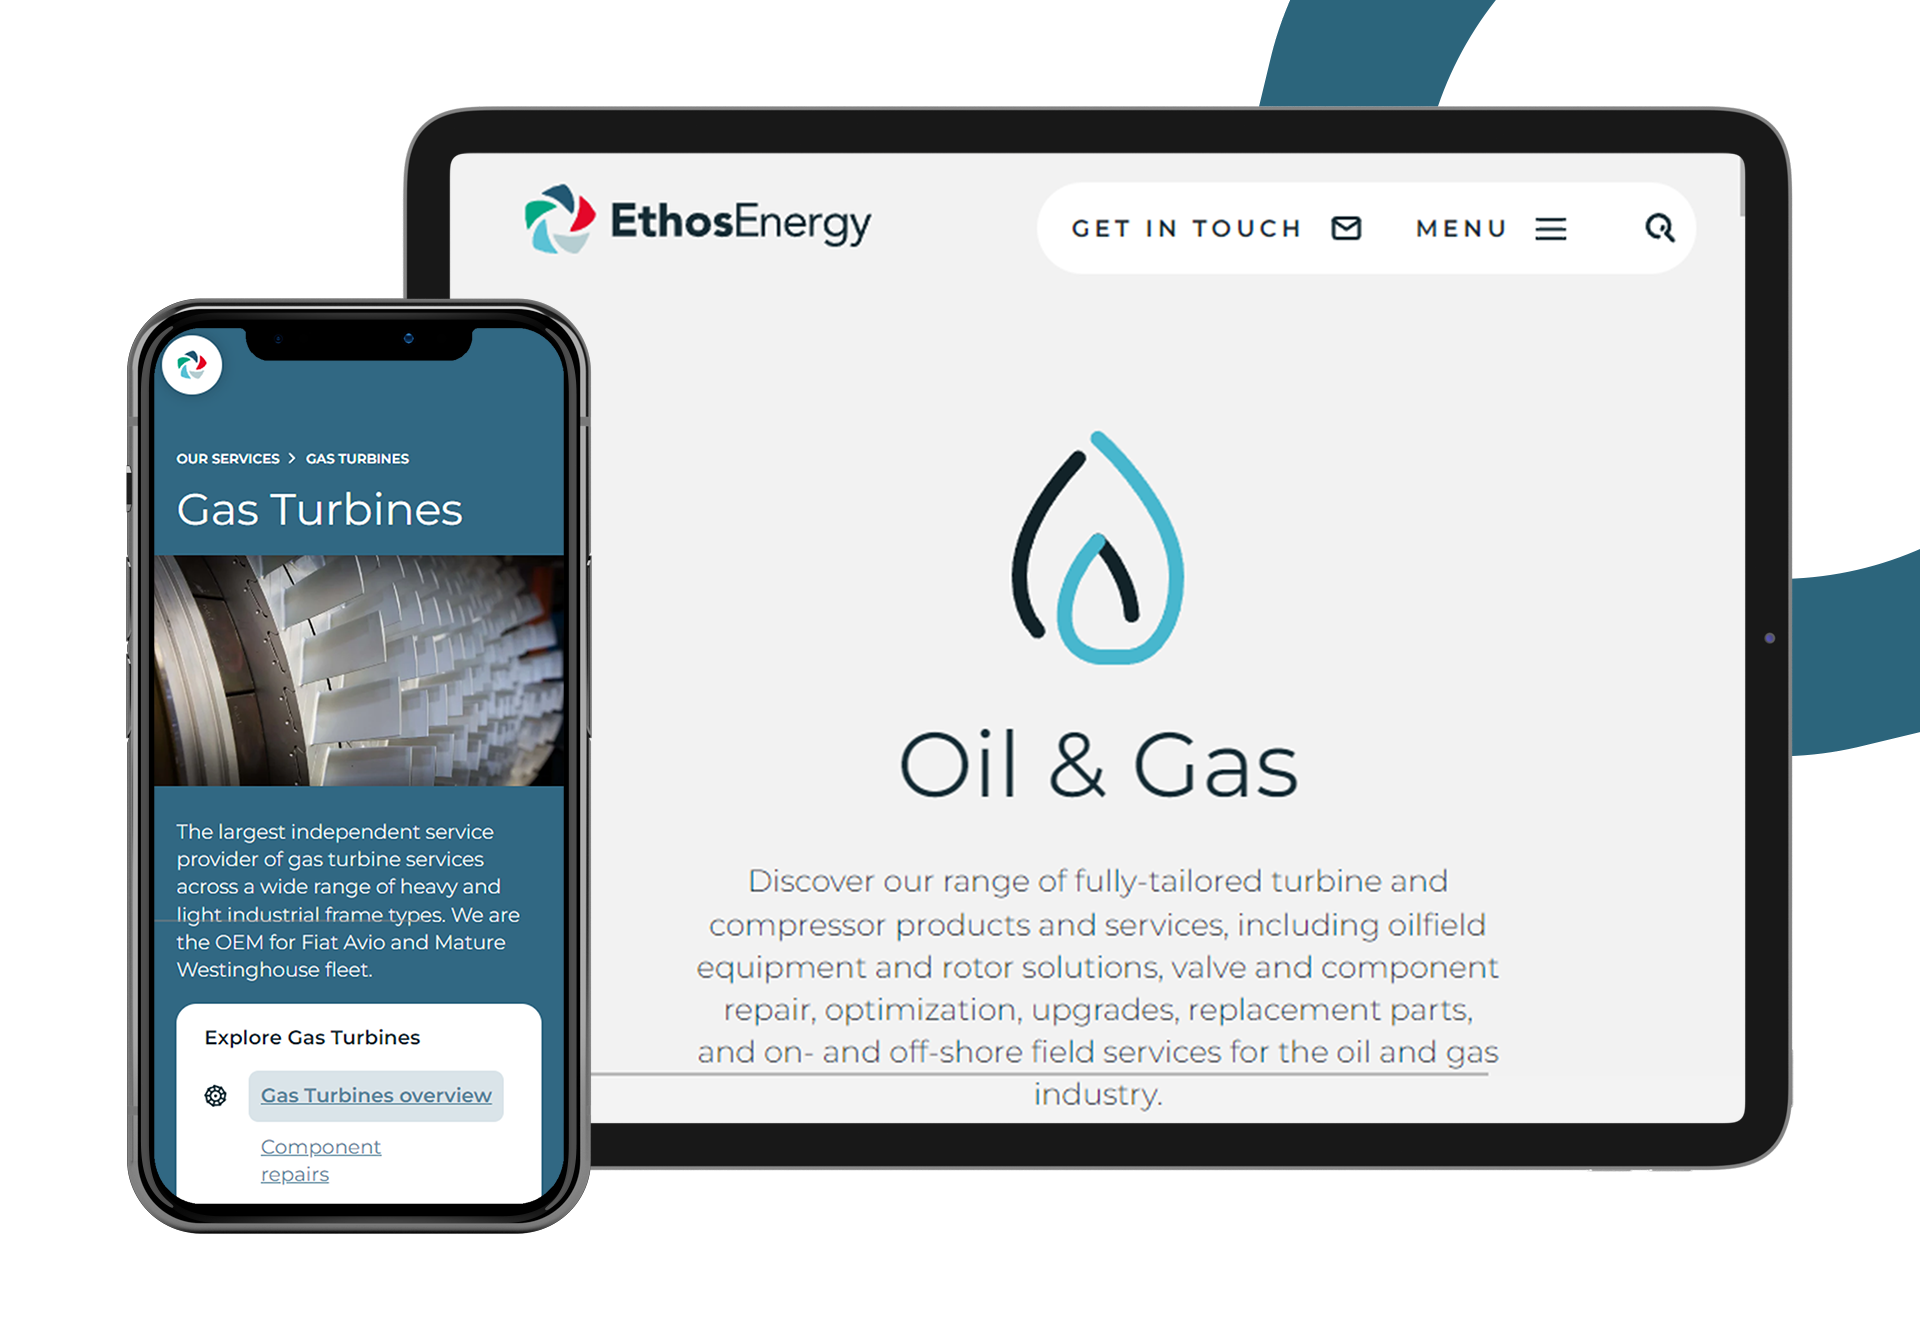 EthosEnergy
GET IN TOUCH
MENU
Oil & Gas
Discover our range of fully-tailored turbine and
compressor products and services, including oilfield
equipment and rotor solutions, valve and component
repair, optimization, upgrades, replacement parts,
and on- and off-shore field services for the oil and gas
industry.
OUR SERVICES > GAS TURBINES
Gas Turbines
The largest independent service
provider of gas turbine services
across a wide range of heavy and
light industrial frame types. We are
the OEM for Fiat Avio and Mature
Westinghouse fleet.
Explore Gas Turbines
Gas Turbines overview
Component
repairs